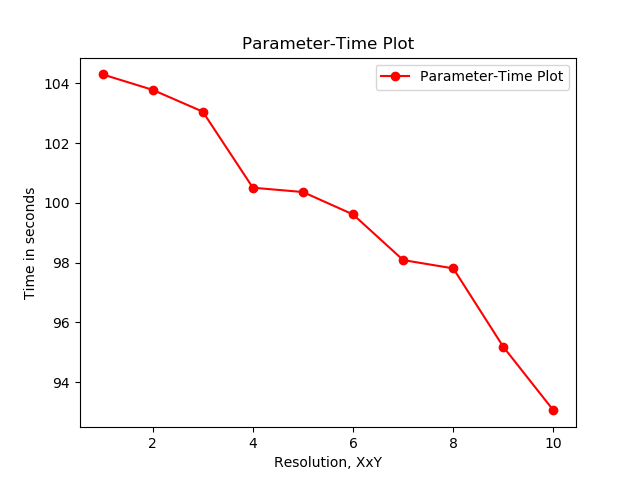 Parameter-Time Plot
Parameter-Time Plot
104
102
100
98
96
94
Time in seconds
2 4 6 8 10
Resolution, XxY